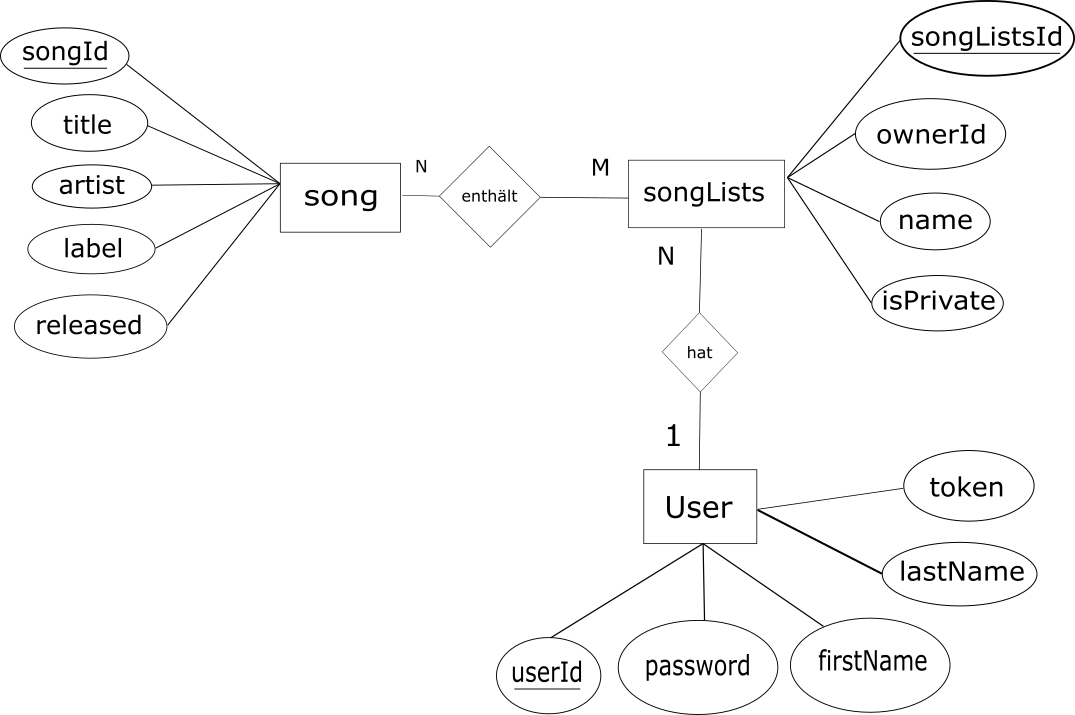 songId
title
artist
label
released
song
N
enthält
M
songLists
songListsId
ownerId
name
isPrivate
N
hat
1
User
token
lastName
userId
password
firstName